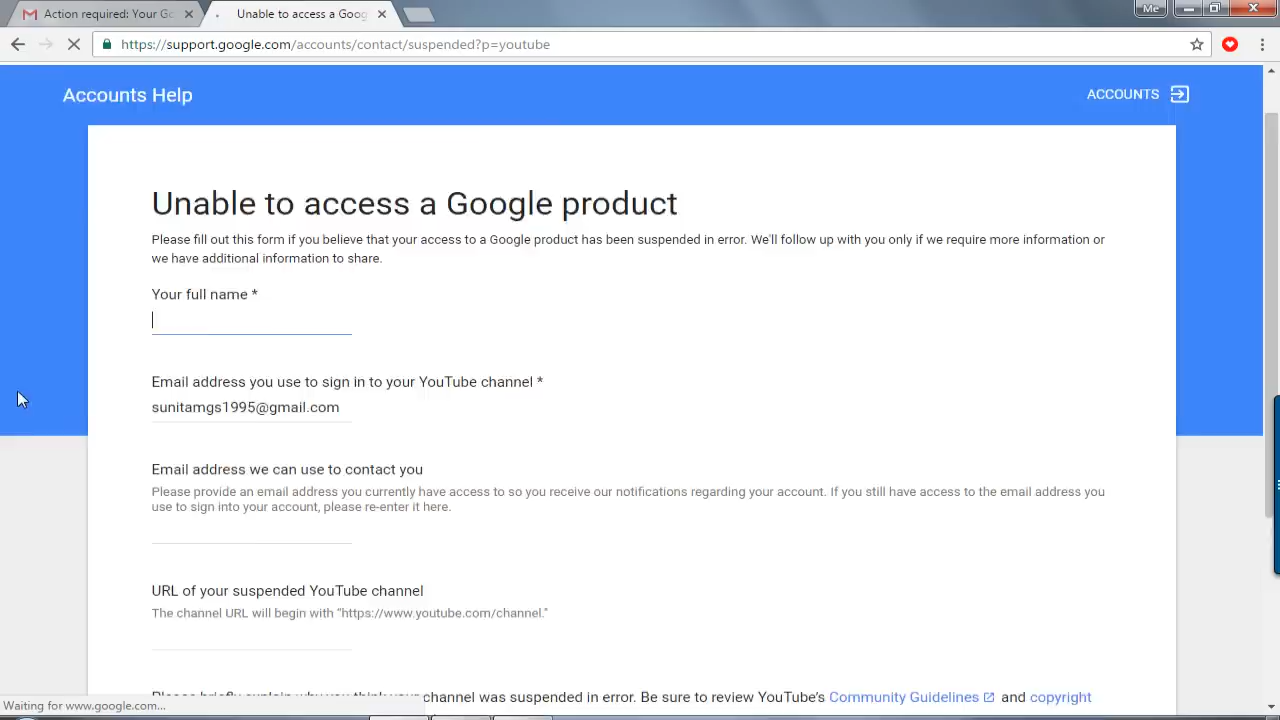 Action required: Your Go
Unable to access a Goog
Me
https://support.google.com/accounts/contact/suspended?p=youtube
Accounts Help
ACCOUNTS
Unable to access a Google product
Please fill out this form if you believe that your access to a Google product has been suspended in error. We'll follow up with you only if we require more information or
we have additional information to share.
Your full name *
Email address you use to sign in to your YouTube channel *
sunitamgs1995@gmail.com
Email address we can use to contact you
Please provide an email address you currently have access to so you receive our notifications regarding your account. If you still have access to the email address you
use to sign into your account, please re-enter it here.
URL of your suspended YouTube channel
The channel URL will begin with "https://www.youtube.com/channel."
Please briefly explain why you think your channel was suspended in error. Be sure to review YouTube's Community Guidelines and copyright
Waiting for www.google.com...